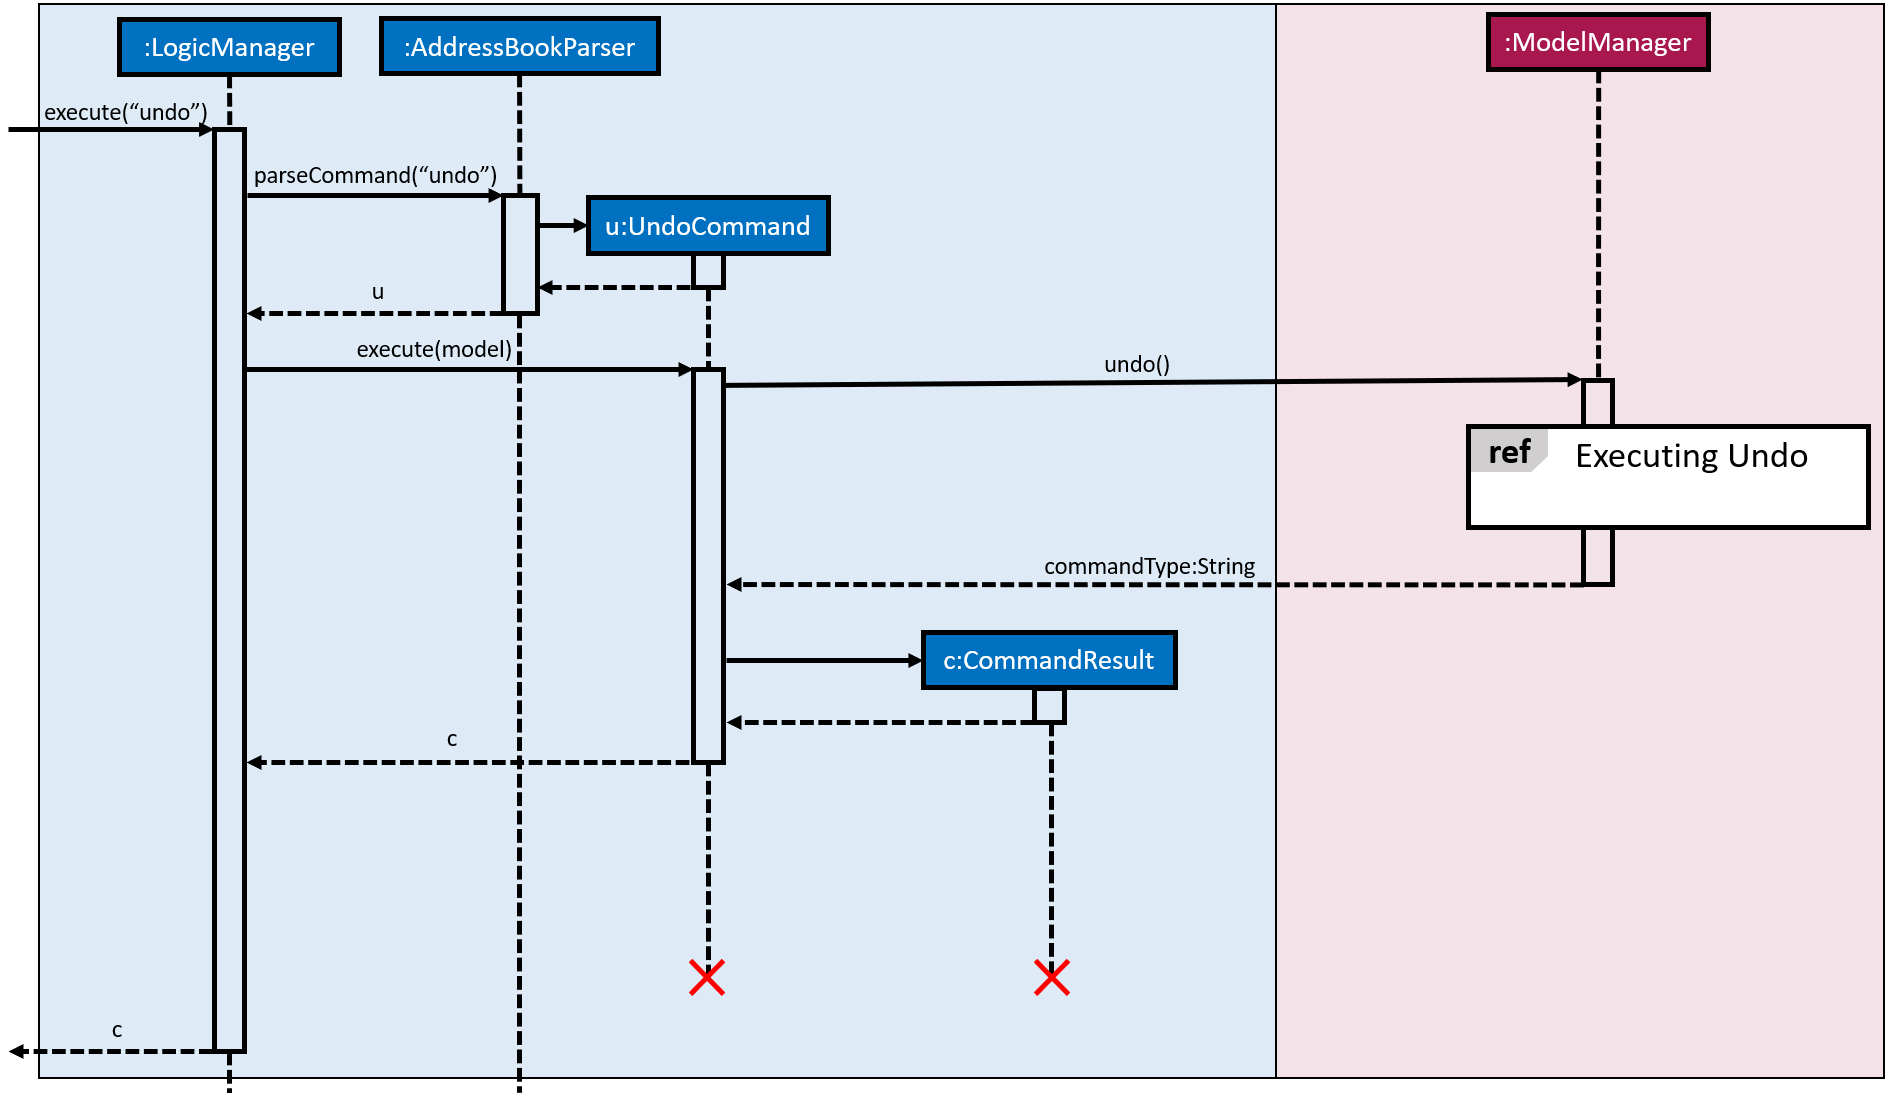 :LogicManager
:AddressBookParser
:ModelManager
execute(“undo”)
parseCommand(“undo”)
u:UndoCommand
u
execute(model)
undo()
ref
Executing Undo
commandType:String
c:CommandResult
c
c